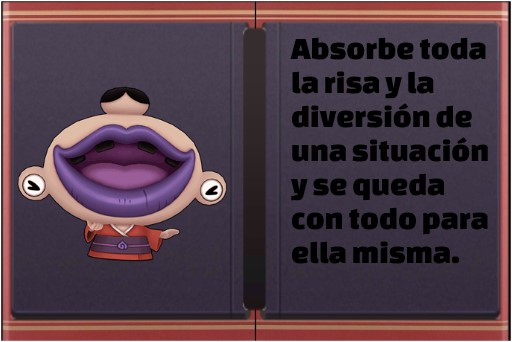 Absorbe toda
la risa y la
diversión de
una situación
y se queda
con todo para
ella misma.